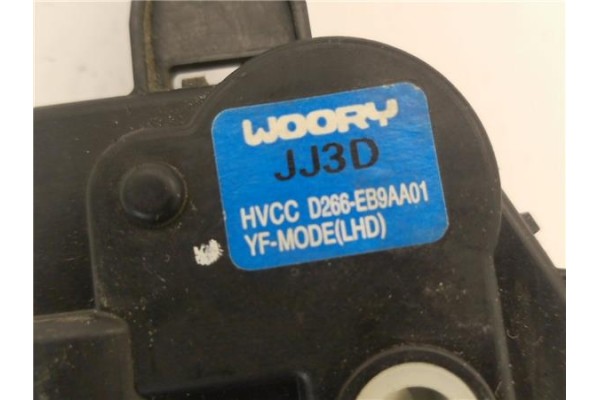 WOORY
JJ3D
HVCC D266-EB9AA01
YF-MODE(LHD)